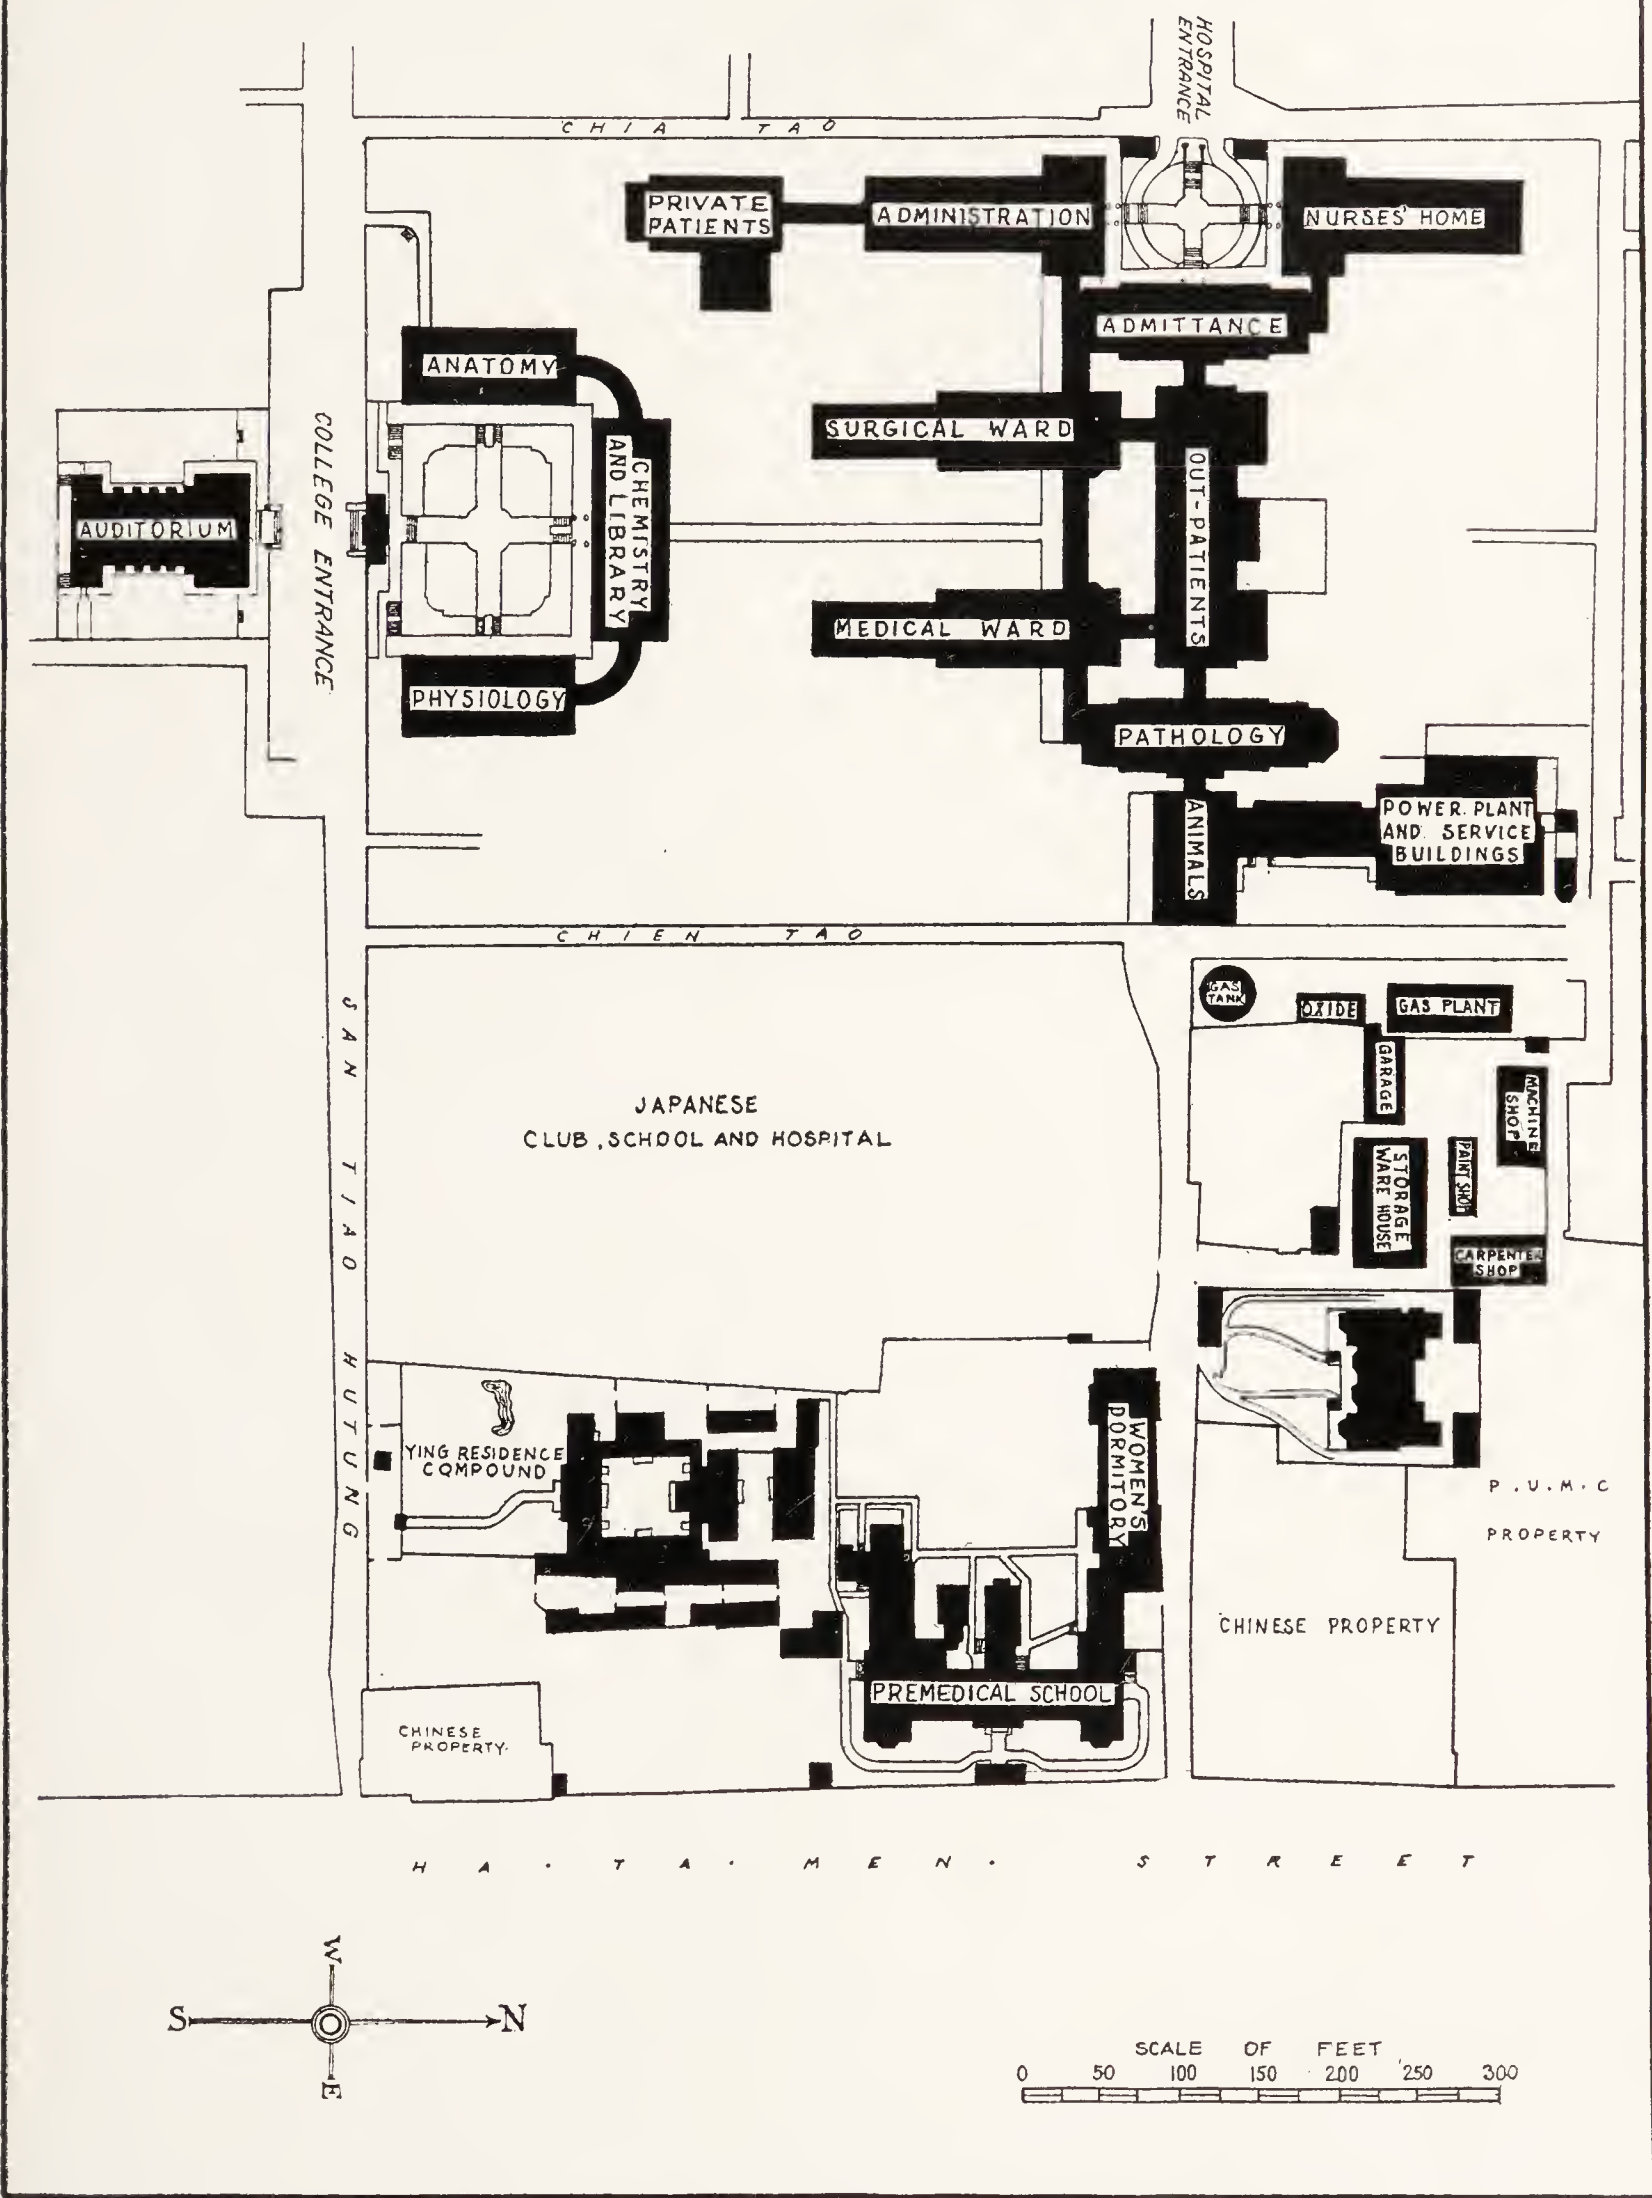 HOSPITAL
ENTRANCE
CHIA TAO
PRIVATE
PATIENTS
ADMINISTRATION
NURSES' HOME
ADMITTANCE
ANATOMY
SURGICAL WARD
COLLEGE ENTRANCE
CHEMISTRY
AND LIBRARY
OUT-PATIENTS
AUDITORIUM
MEDICAL WARD
PHYSIOLOGY
PATHOLOGY
ANIMALS
POWER PLANT
AND SERVICE
BUILDINGS
CHIEN TAO
SAN TIAO HUTUNG
GAS
TANK
OXIDE
GAS PLANT
GARAGE
MACHINE
SHOP
JAPANESE
CLUB, SCHOOL AND HOSPITAL
STORAGE
WARE HOUSE
PAINT SHOP
CARPENTER
SHOP
YING RESIDENCE
COMPOUND
WOMEN'S
DORMITORY
P.U.M.C
PROPERTY
CHINESE PROPERTY
PREMEDICAL SCHOOL
CHINESE
PROPERTY.
HA·TA·MEN· STREET
W
S
N
E
SCALE OF FEET
0 50 100 150 200 250 300